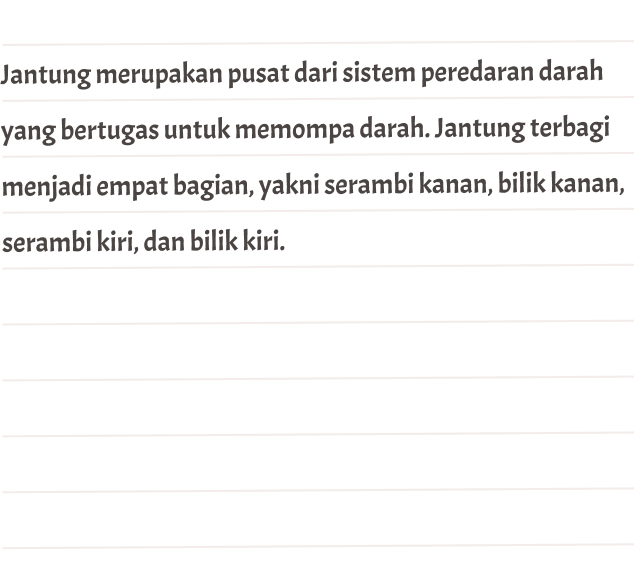 Jantung merupakan pusat dari sistem peredaran darah
yang bertugas untuk memompa darah. Jantung terbagi
menjadi empat bagian, yakni serambi kanan, bilik kanan,
serambi kiri, dan bilik kiri.